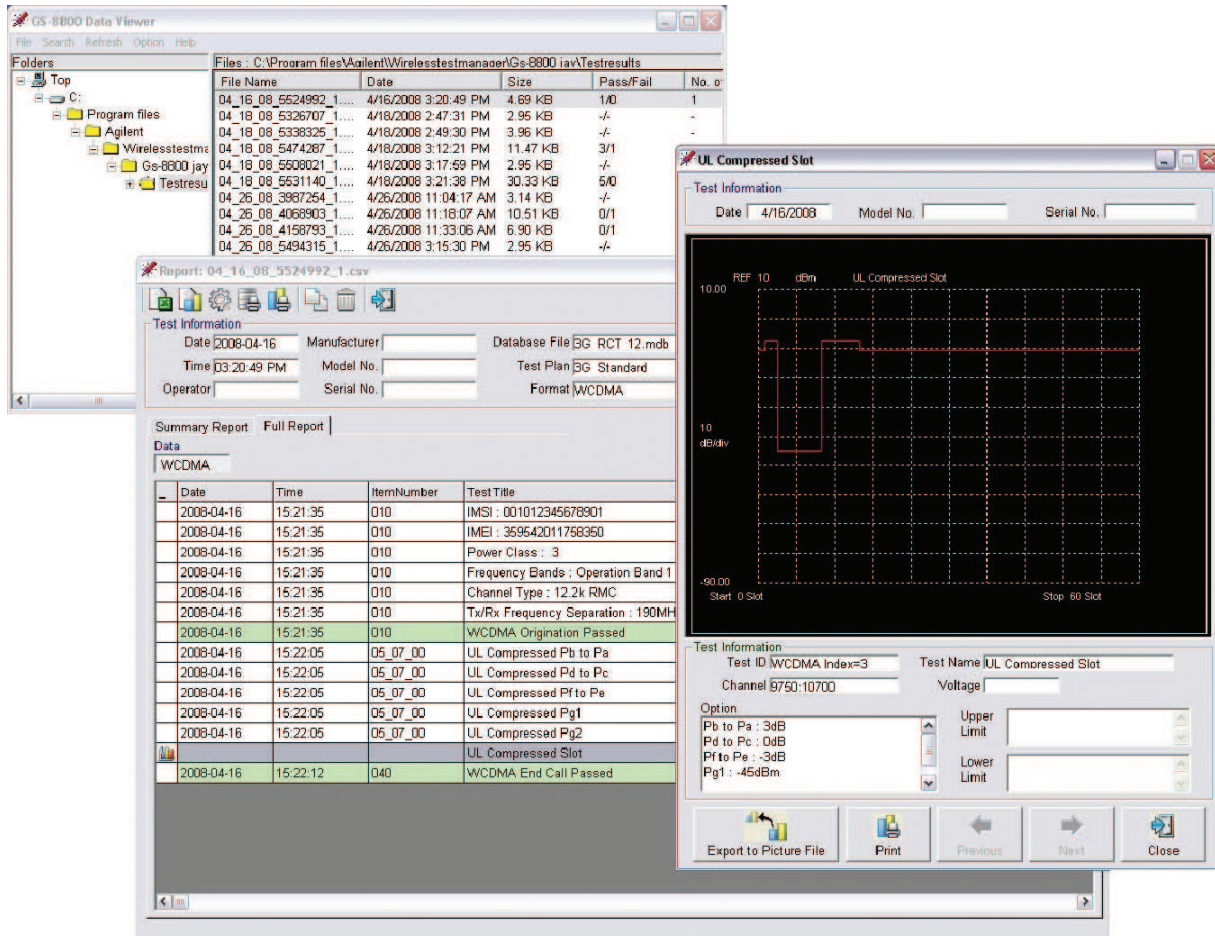 GS-8800 Data Viewer
File Search Refresh Option Help
Folders
Top
C:
Program files
Agilent
Wirelesstestma
Gs-8800 jay
Testresu
Files : C:\Program files\Agilent\Wirelesstestmanager\Gs-8800 jay\Testresults
File Name Date Size Pass/Fail No. o
04_16_08_5524992_1.... 4/16/2008 3:20:49 PM 4.69 KB 1/0 1
04_18_08_5326707_1.... 4/18/2008 2:47:31 PM 2.95 KB -/- -
04_18_08_5338325_1.... 4/18/2008 2:49:30 PM 3.96 KB -/- -
04_18_08_5474287_1.... 4/18/2008 3:12:21 PM 11.47 KB 3/1
04_18_08_5508021_1.... 4/18/2008 3:17:59 PM 2.95 KB -/-
04_18_08_5531140_1.... 4/18/2008 3:21:38 PM 30.33 KB 5/0
04_26_08_3987254_1.... 4/26/2008 11:04:17 AM 3.14 KB -/-
04_26_08_4068903_1.... 4/26/2008 11:18:07 AM 10.51 KB 0/1
04_26_08_4158793_1.... 4/26/2008 11:33:06 AM 6.90 KB 0/1
04_26_08_5494315_1.... 4/26/2008 3:15:30 PM 2.95 KB -/-
Report: 04_16_08_5524992_1.csv
Test Information
Date 2008-04-16 Manufacturer Database File 3G RCT 12.mdb
Time 03:20:49 PM Model No. Test Plan 3G Standard
Operator Serial No. Format WCDMA
Summary Report Full Report
Data
WCDMA
_ Date Time ItemNumber TestTitle
2008-04-16 15:21:35 010 IMSI : 001012345678901
2008-04-16 15:21:35 010 IMEI : 359542011758350
2008-04-16 15:21:35 010 Power Class : 3
2008-04-16 15:21:35 010 Frequency Bands : Operation Band 1
2008-04-16 15:21:35 010 Channel Type : 12.2k RMC
2008-04-16 15:21:35 010 Tx/Rx Frequency Separation : 190MH
2008-04-16 15:21:35 010 WCDMA Origination Passed
2008-04-16 15:22:05 05_07_00 UL Compressed Pb to Pa
2008-04-16 15:22:05 05_07_00 UL Compressed Pd to Pc
2008-04-16 15:22:05 05_07_00 UL Compressed Pf to Pe
2008-04-16 15:22:05 05_07_00 UL Compressed Pg1
2008-04-16 15:22:05 05_07_00 UL Compressed Pg2
UL Compressed Slot
2008-04-16 15:22:12 040 WCDMA End Call Passed
UL Compressed Slot
Test Information
Date 4/16/2008 Model No. Serial No.
REF 10 dBm UL Compressed Slot
10.00
10
dB/div
-90.00
Start 0 Slot Stop 60 Slot
Test Information
Test ID WCDMA Index=3 Test Name UL Compressed Slot
Channel 9750:10700 Voltage
Option
Pb to Pa : 3dB
Pd to Pc : 0dB
Pf to Pe : -3dB
Pg1 : -45dBm
Upper Limit
Lower Limit
Export to Picture File Print Previous Next Close